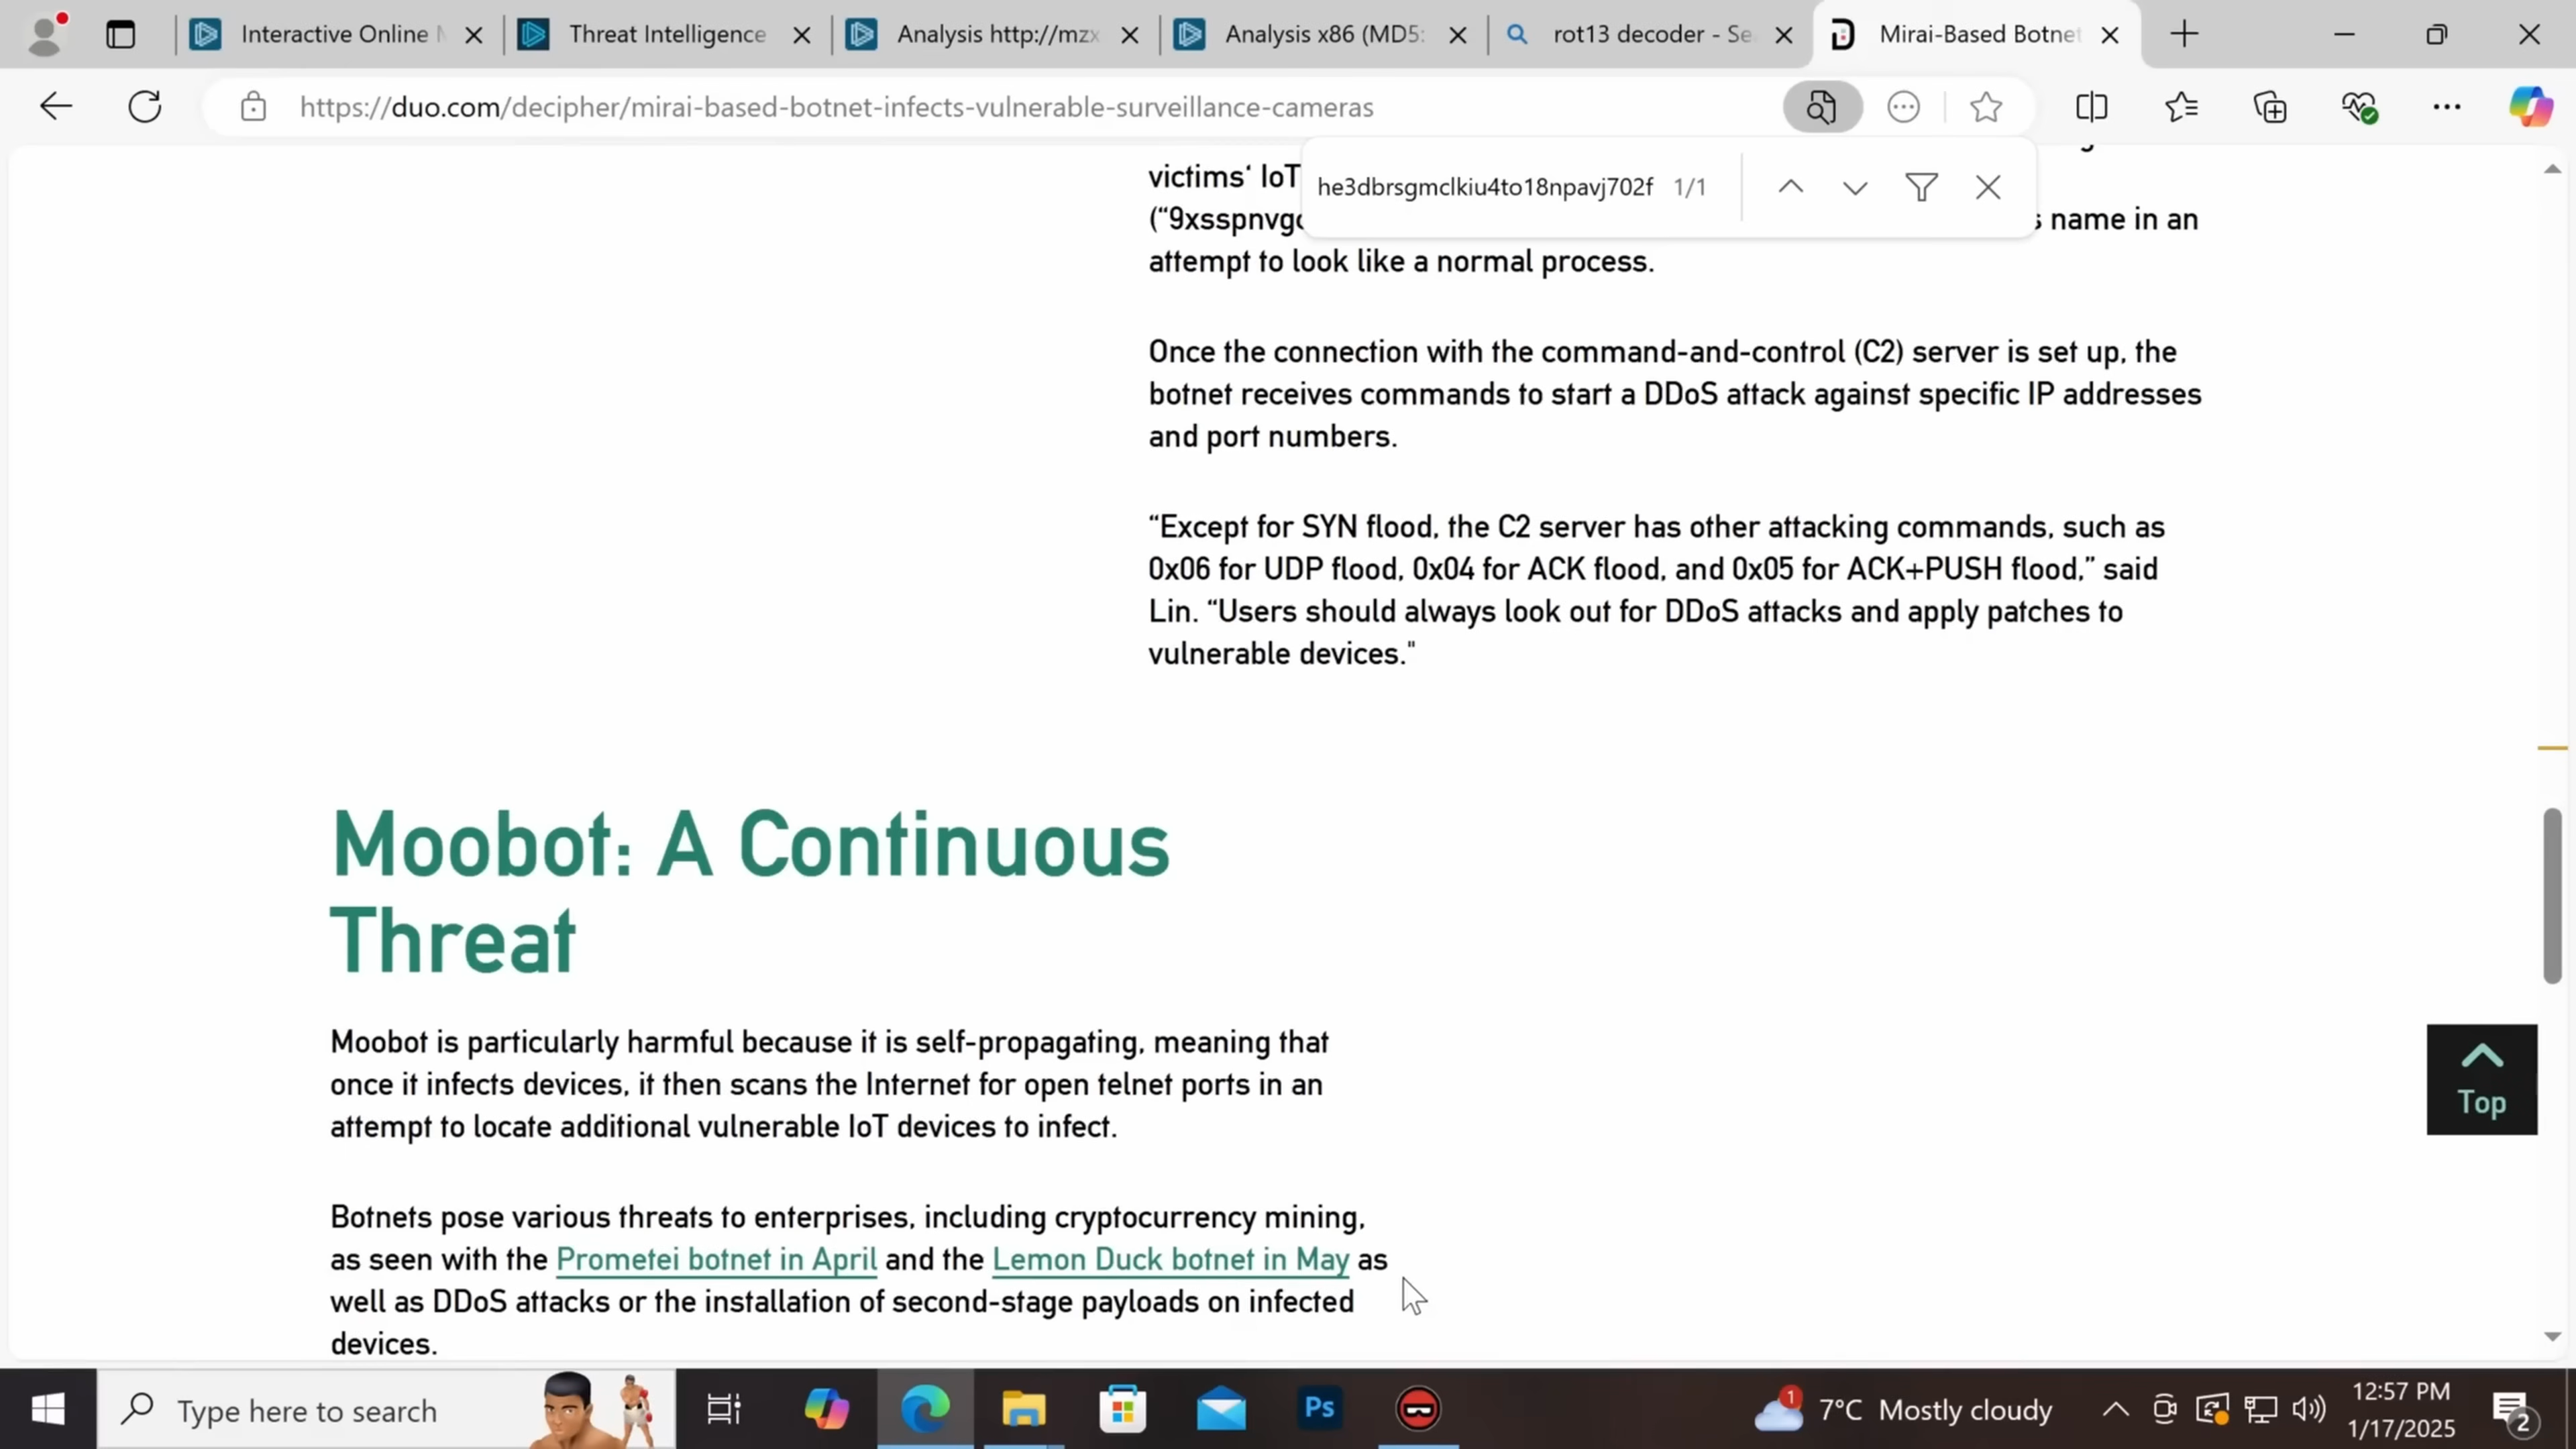 Interactive Online M
Threat Intelligence
Analysis http://mzx
Analysis x86 (MD5:
rot13 decoder - Se
Mirai-Based Botnet
https://duo.com/decipher/mirai-based-botnet-infects-vulnerable-surveillance-cameras
he3dbrsgmclkiu4to18npavj702f 1/1
victims‘ IoT
(“9xsspnvg name in an
attempt to look like a normal process.
Once the connection with the command-and-control (C2) server is set up, the
botnet receives commands to start a DDoS attack against specific IP addresses
and port numbers.
“Except for SYN flood, the C2 server has other attacking commands, such as
0x06 for UDP flood, 0x04 for ACK flood, and 0x05 for ACK+PUSH flood,” said
Lin. “Users should always look out for DDoS attacks and apply patches to
vulnerable devices."
Moobot: A Continuous
Threat
Moobot is particularly harmful because it is self-propagating, meaning that
once it infects devices, it then scans the Internet for open telnet ports in an
attempt to locate additional vulnerable IoT devices to infect.
Botnets pose various threats to enterprises, including cryptocurrency mining,
as seen with the Prometei botnet in April and the Lemon Duck botnet in May as
well as DDoS attacks or the installation of second-stage payloads on infected
devices.
Top
Type here to search
Ps
1
7°C Mostly cloudy
12:57 PM
1/17/2025
2